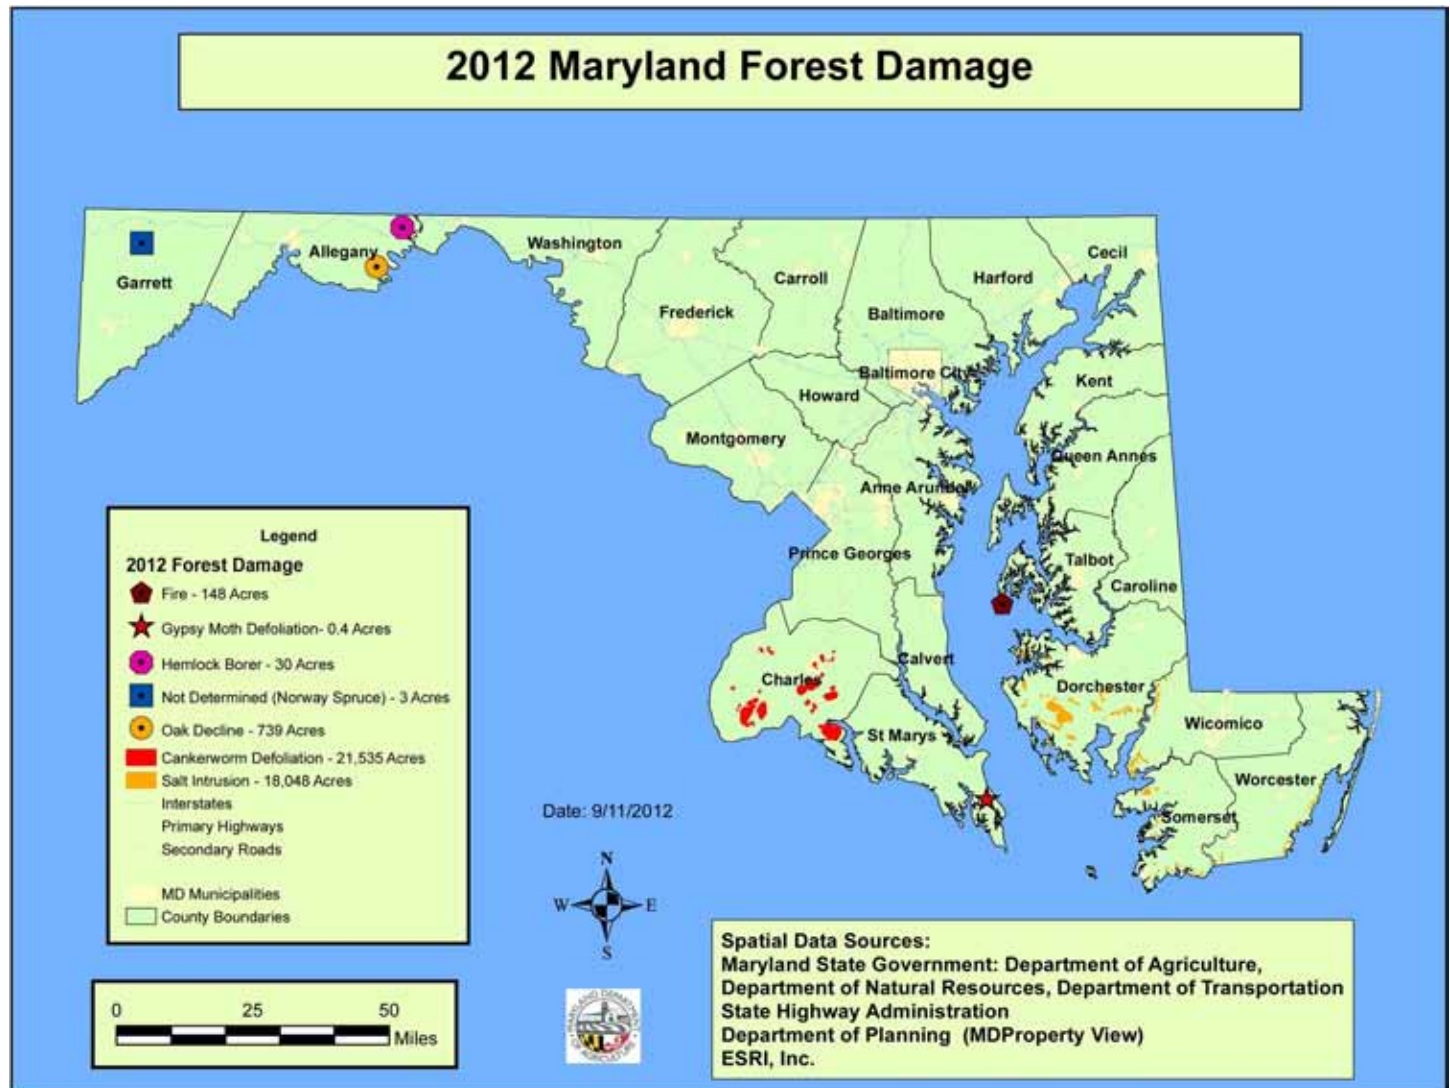 2012 Maryland Forest Damage
Garrett
Allegany
Washington
Frederick
Carroll
Baltimore
Harford
Cecil
Baltimore City
Howard
Kent
Montgomery
Queen Annes
Anne Arundel
Prince Georges
Talbot
Caroline
Calvert
Charles
Dorchester
St Marys
Wicomico
Worcester
Somerset
Legend
2012 Forest Damage
Fire - 148 Acres
Gypsy Moth Defoliation- 0.4 Acres
Hemlock Borer - 30 Acres
Not Determined (Norway Spruce) - 3 Acres
Oak Decline - 739 Acres
Cankerworm Defoliation - 21,535 Acres
Salt Intrusion - 18,048 Acres
Interstates
Primary Highways
Secondary Roads
MD Municipalities
County Boundaries
Date: 9/11/2012
N
W E
S
0 25 50
Miles
MARYLAND DEPARTMENT
OF AGRICULTURE
Spatial Data Sources:
Maryland State Government: Department of Agriculture,
Department of Natural Resources, Department of Transportation
State Highway Administration
Department of Planning (MDProperty View)
ESRI, Inc.